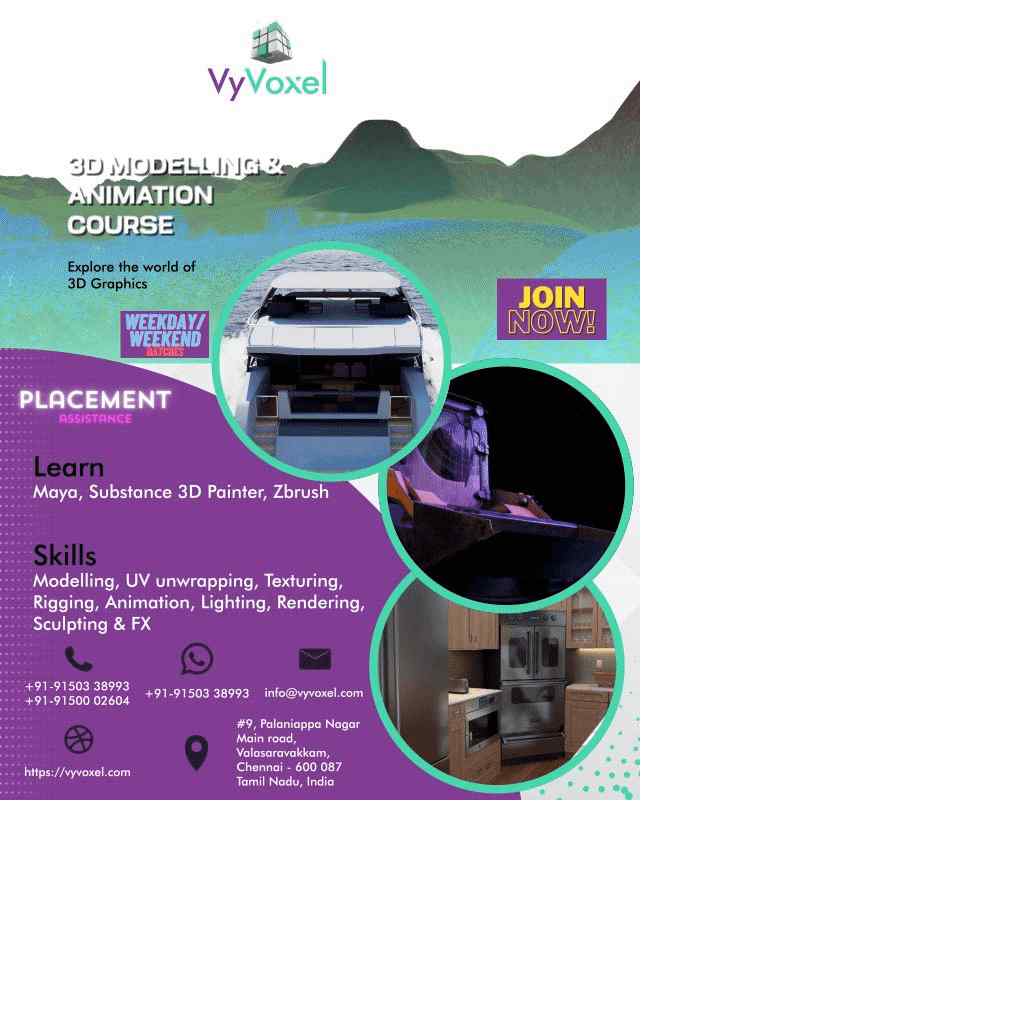 VyVoxel
3D MODELLING &
ANIMATION
COURSE
Explore the world of
3D Graphics
JOIN
NOW!
WEEKDAY/
WEEKEND
BATCHES
PLACEMENT
ASSISTANCE
Learn
Maya, Substance 3D Painter, Zbrush
Skills
Modelling, UV unwrapping, Texturing,
Rigging, Animation, Lighting, Rendering,
Sculpting & FX
+91-91503 38993
+91-91500 02604
+91-91503 38993
info@vyvoxel.com
https://vyvoxel.com
#9, Palaniappa Nagar
Main road,
Valasaravakkam,
Chennai - 600 087
Tamil Nadu, India